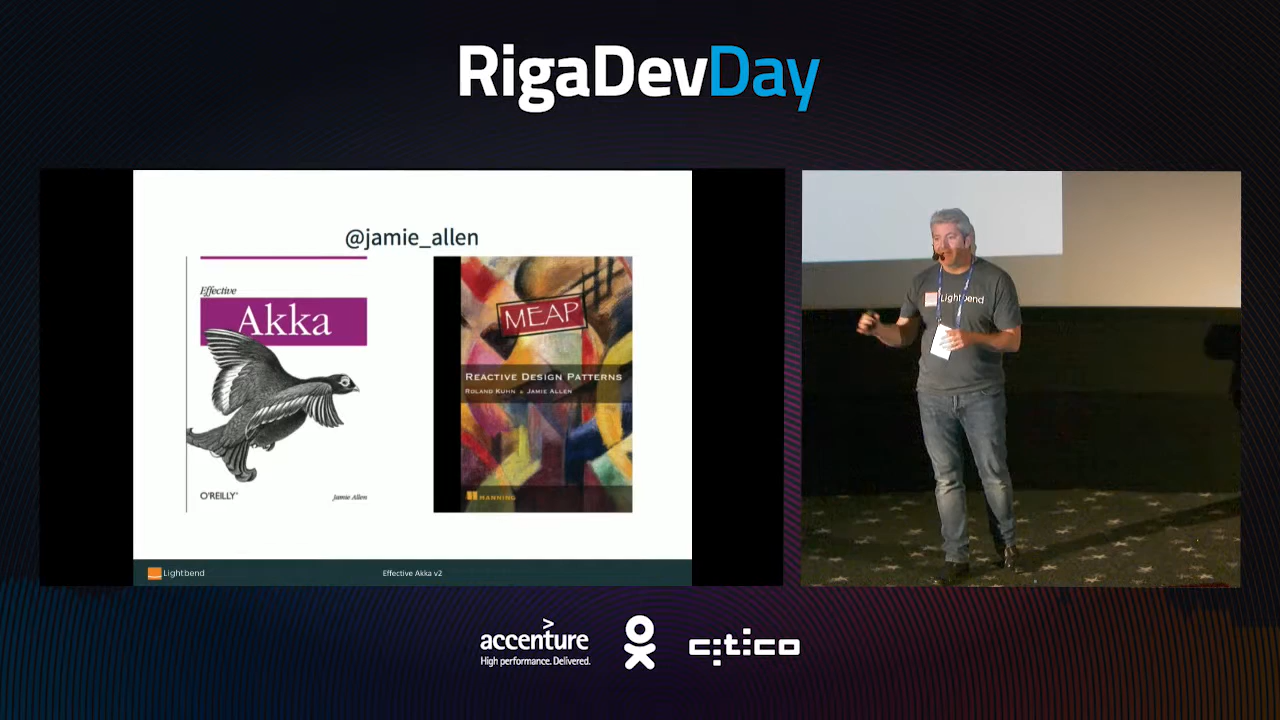 RigaDevDay
@jamie_allen
Effective
Akka
O'REILLY®
Jamie Allen
MEAP
REACTIVE DESIGN PATTERNS
ROLAND KUHN & JAMIE ALLEN
MANNING
Lightbend
Effective Akka v2
Lightbend
accenture
High performance. Delivered.
citico